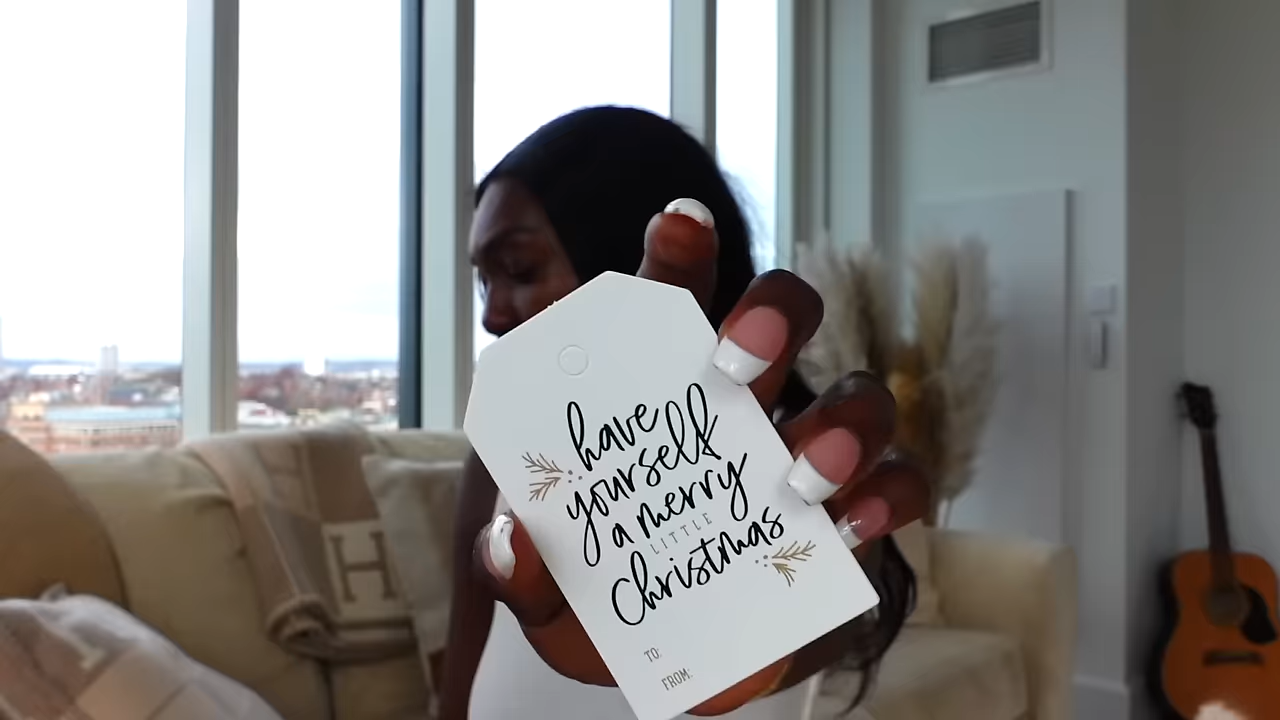 have
yourself
a merry
LITTLE
Christmas
TO:
FROM:
H